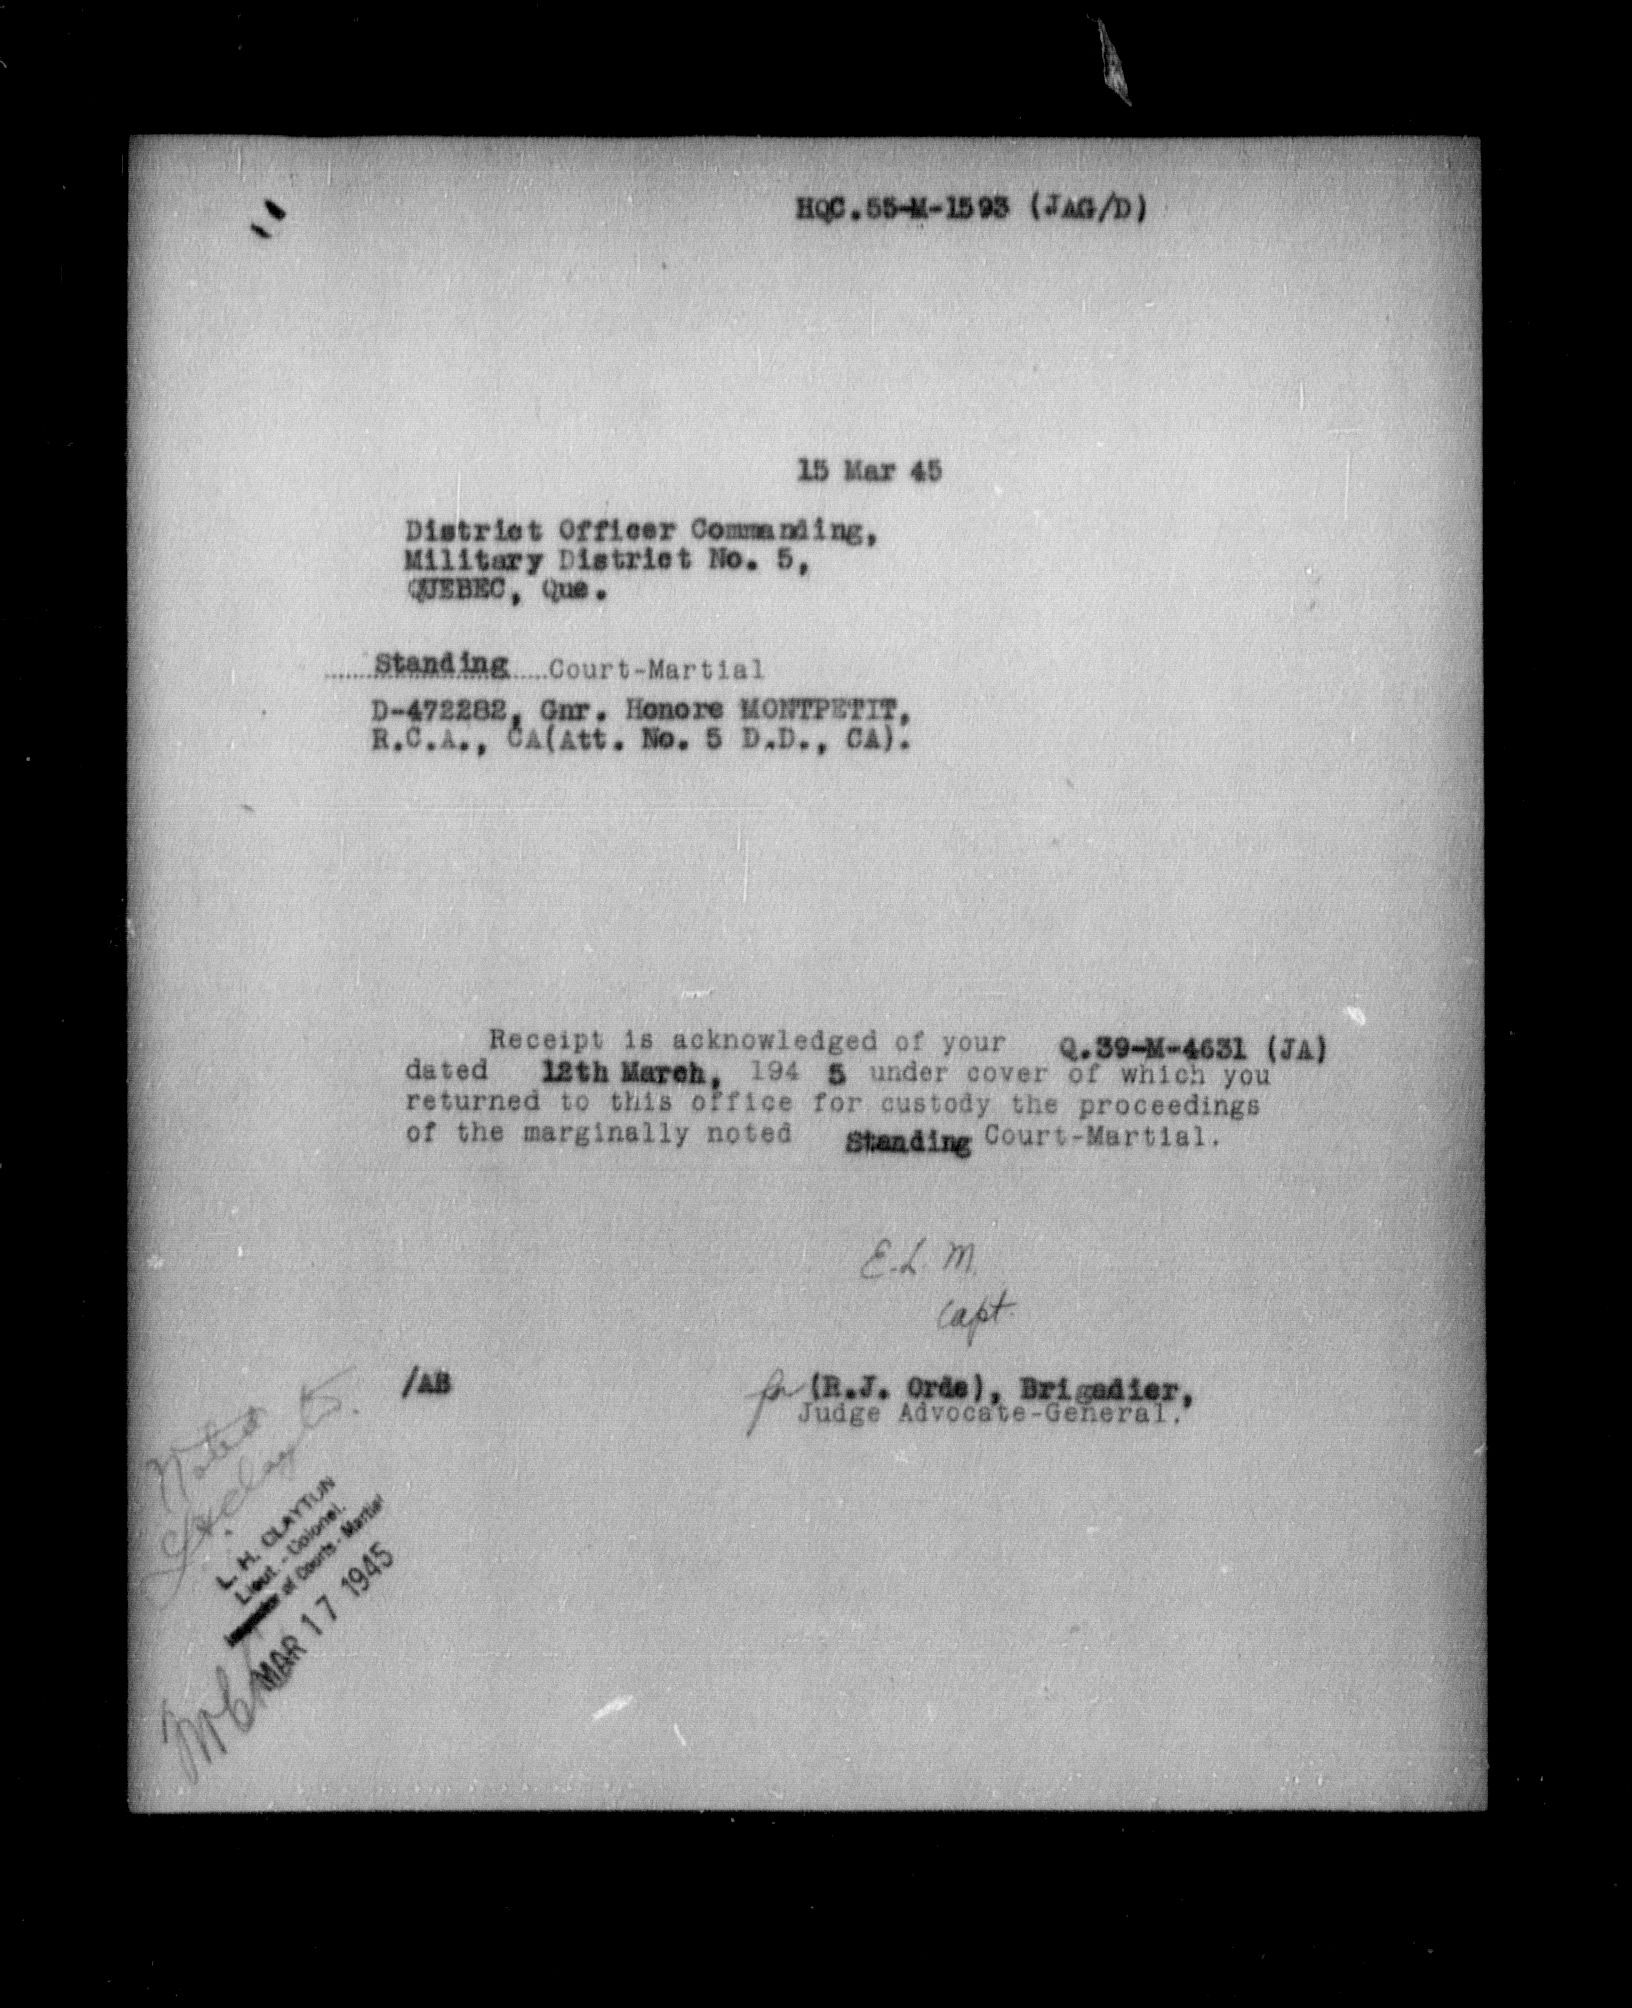 HQC.55-M-1593 (JAG/D)
15 Mar 45
District Officer Commanding,
Military District No. 5,
QUEBEC, Que.
Standing Court-Martial
D-472282, Gnr. Honore MONTPETIT,
R.C.A., CA(Att. No. 5 D.D., CA).
Receipt is acknowledged of your Q.39-M-4631 (JA)
dated 12th March, 194 5 under cover of which you
returned to this office for custody the proceedings
of the marginally noted Standing Court-Martial.
E.L.M.
Capt.
/AB
for (R.J. Orde), Brigadier,
Judge Advocate-General.
Noted
L.H. Clayton
L. H. CLAYTON
Lieut.-Colonel.
of Courts-Martial
MAR 17 1945